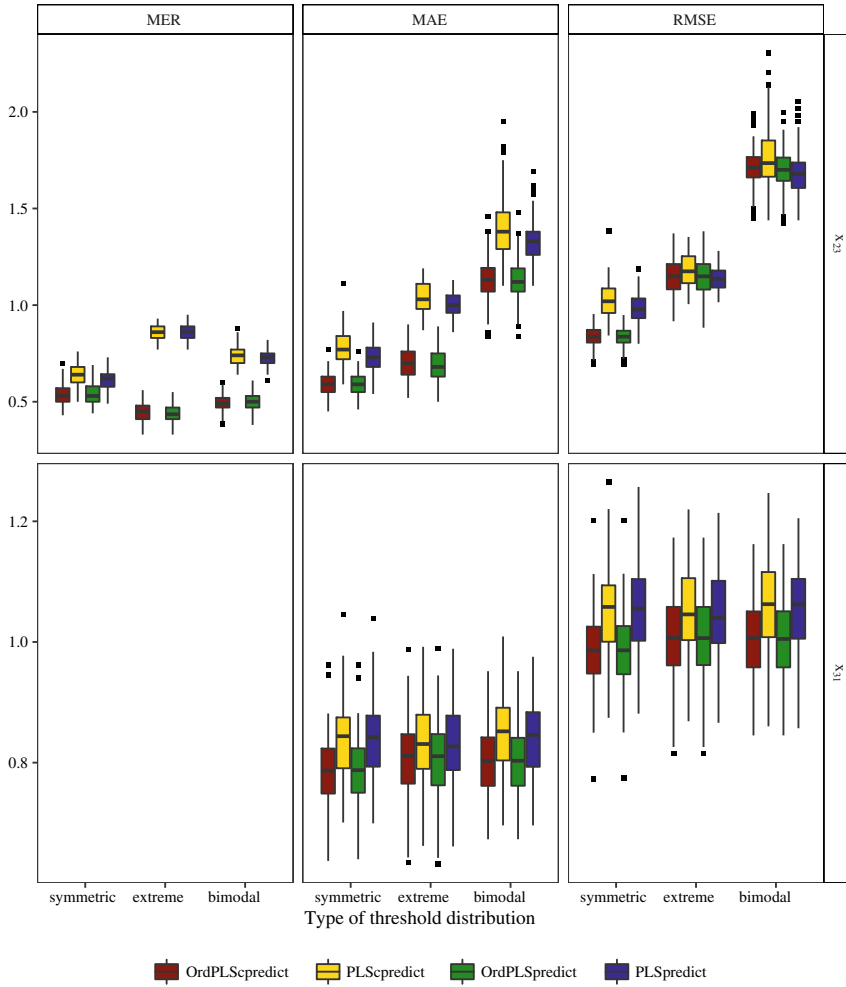 MER MAE RMSE
2.0
1.5
1.0
0.5
x23
1.2
1.0
0.8
x31
symmetric extreme bimodal symmetric extreme bimodal symmetric extreme bimodal
Type of threshold distribution
OrdPLScpredict PLScpredict OrdPLSpredict PLSpredict